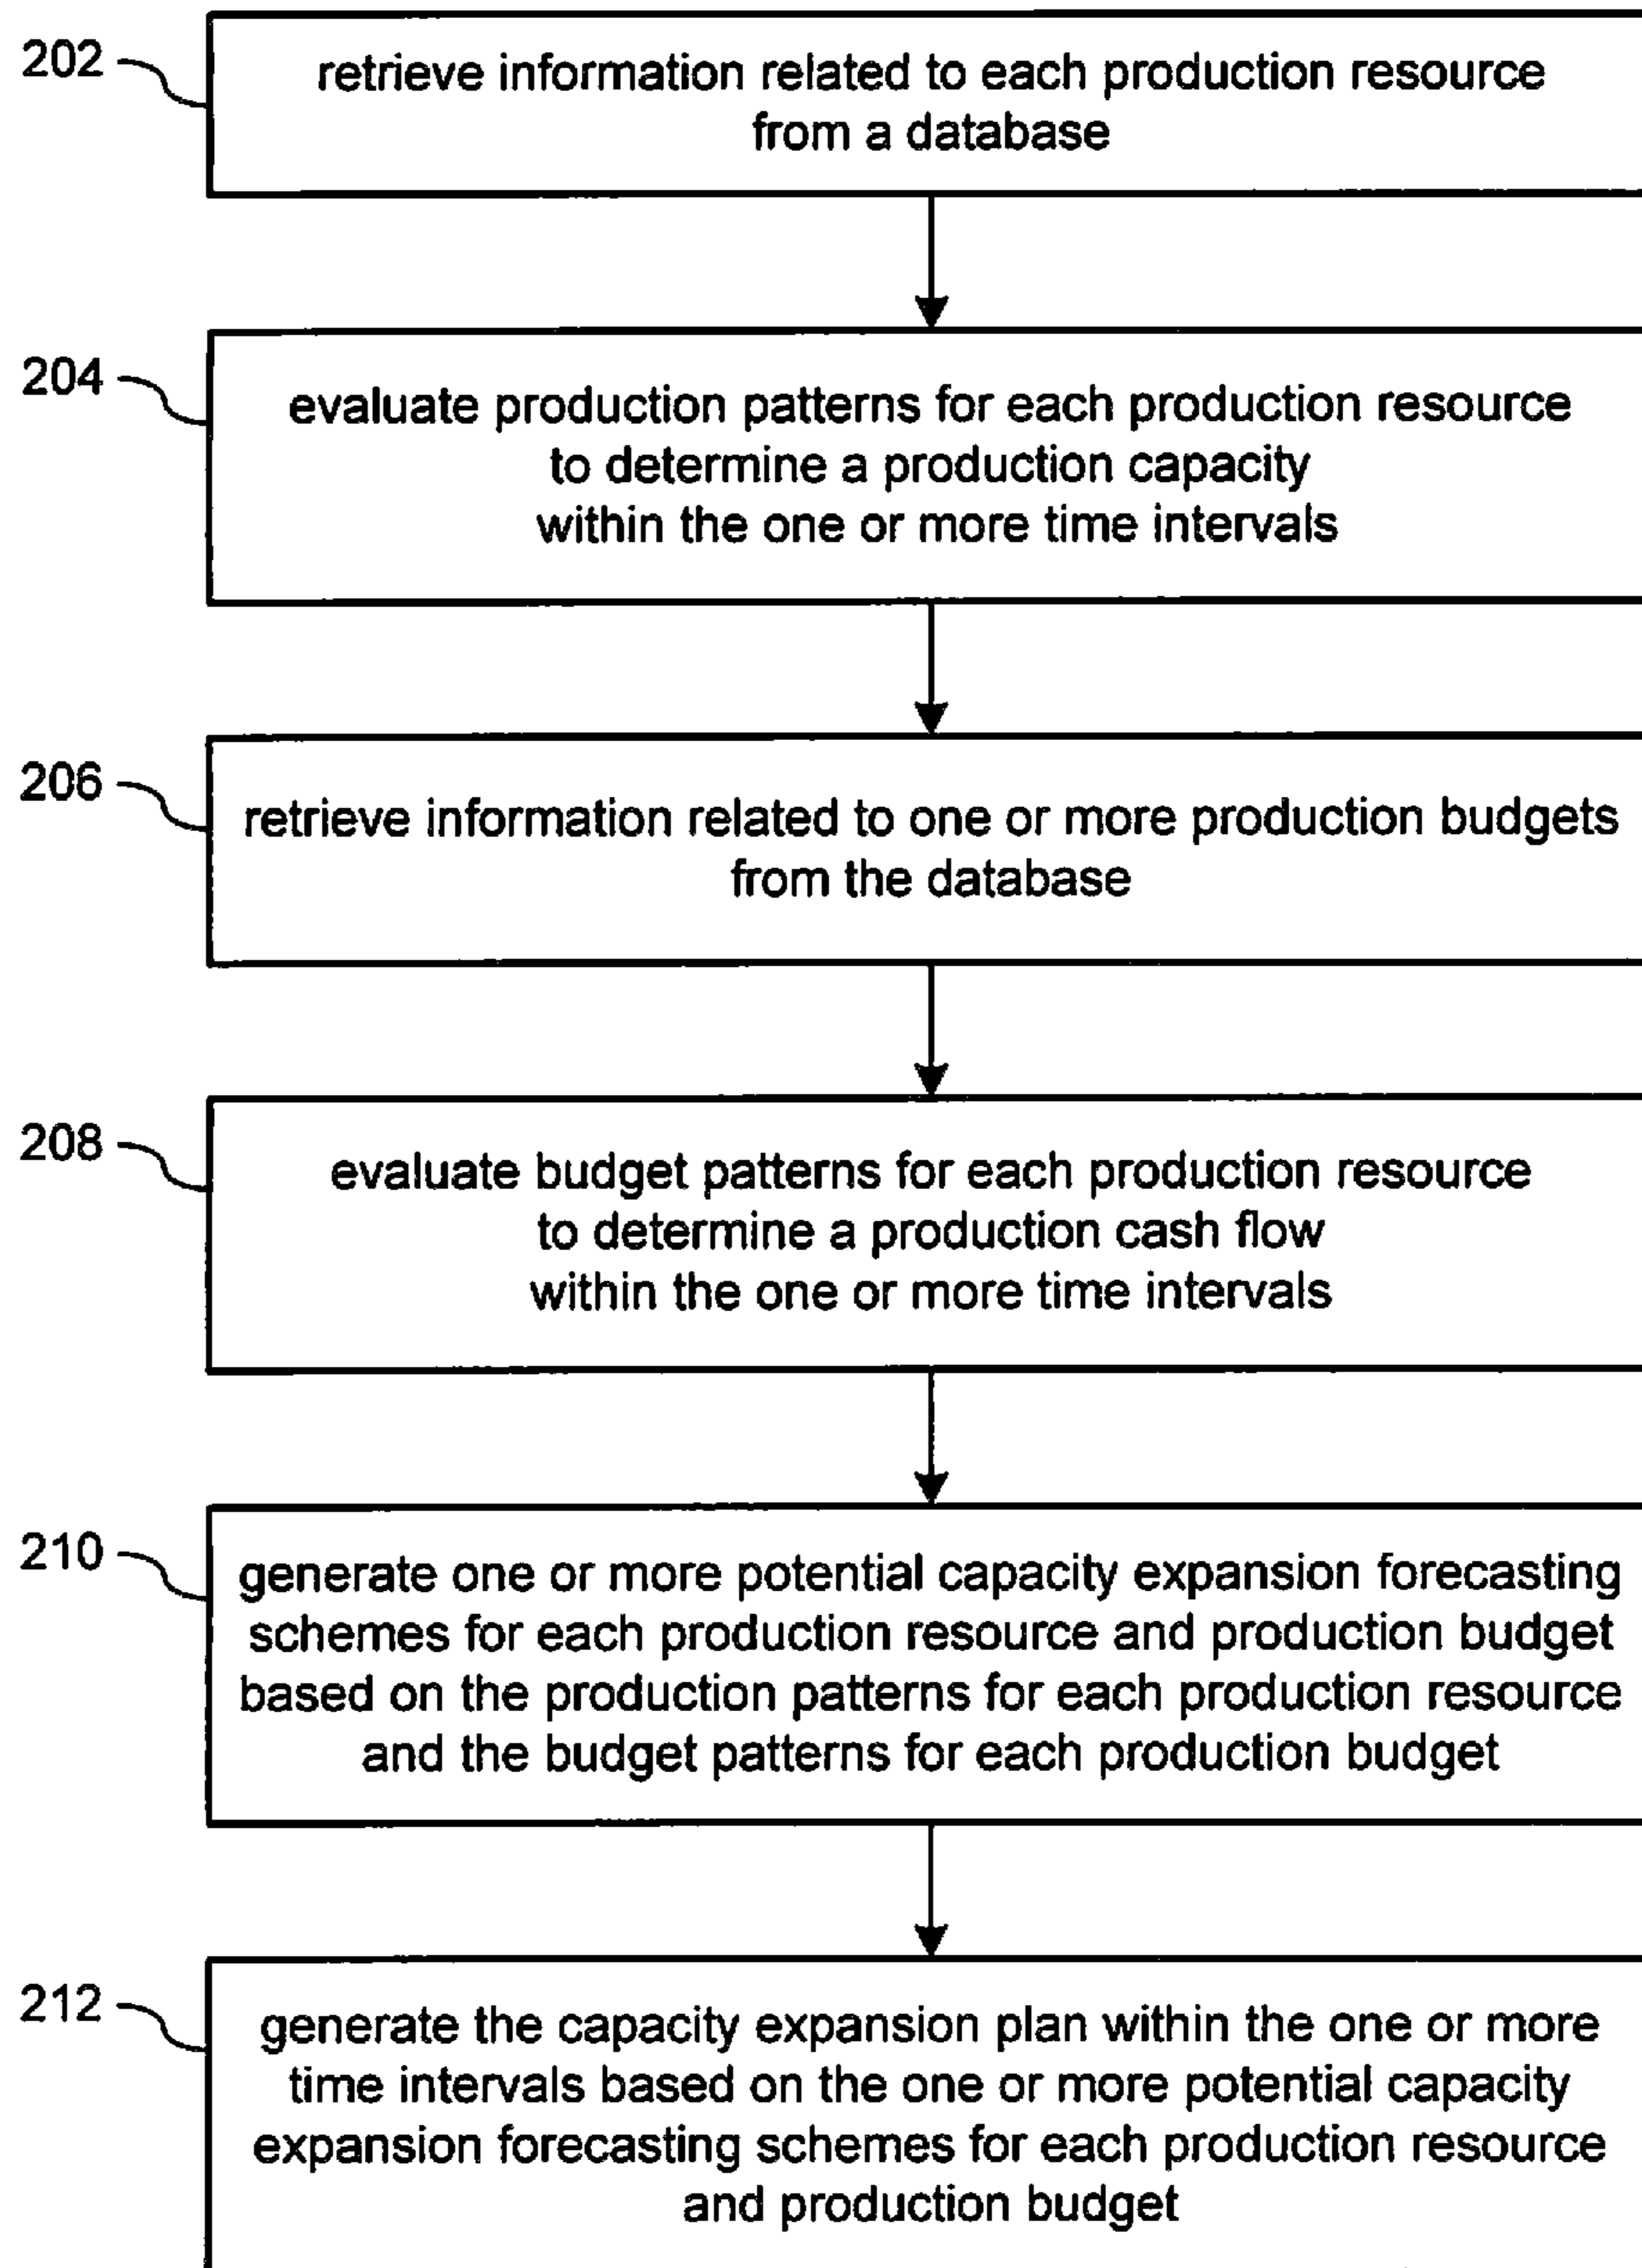 202
retrieve information related to each production resource
from a database
204
evaluate production patterns for each production resource
to determine a production capacity
within the one or more time intervals
206
retrieve information related to one or more production budgets
from the database
208
evaluate budget patterns for each production resource
to determine a production cash flow
within the one or more time intervals
210
generate one or more potential capacity expansion forecasting
schemes for each production resource and production budget
based on the production patterns for each production resource
and the budget patterns for each production budget
212
generate the capacity expansion plan within the one or more
time intervals based on the one or more potential capacity
expansion forecasting schemes for each production resource
and production budget